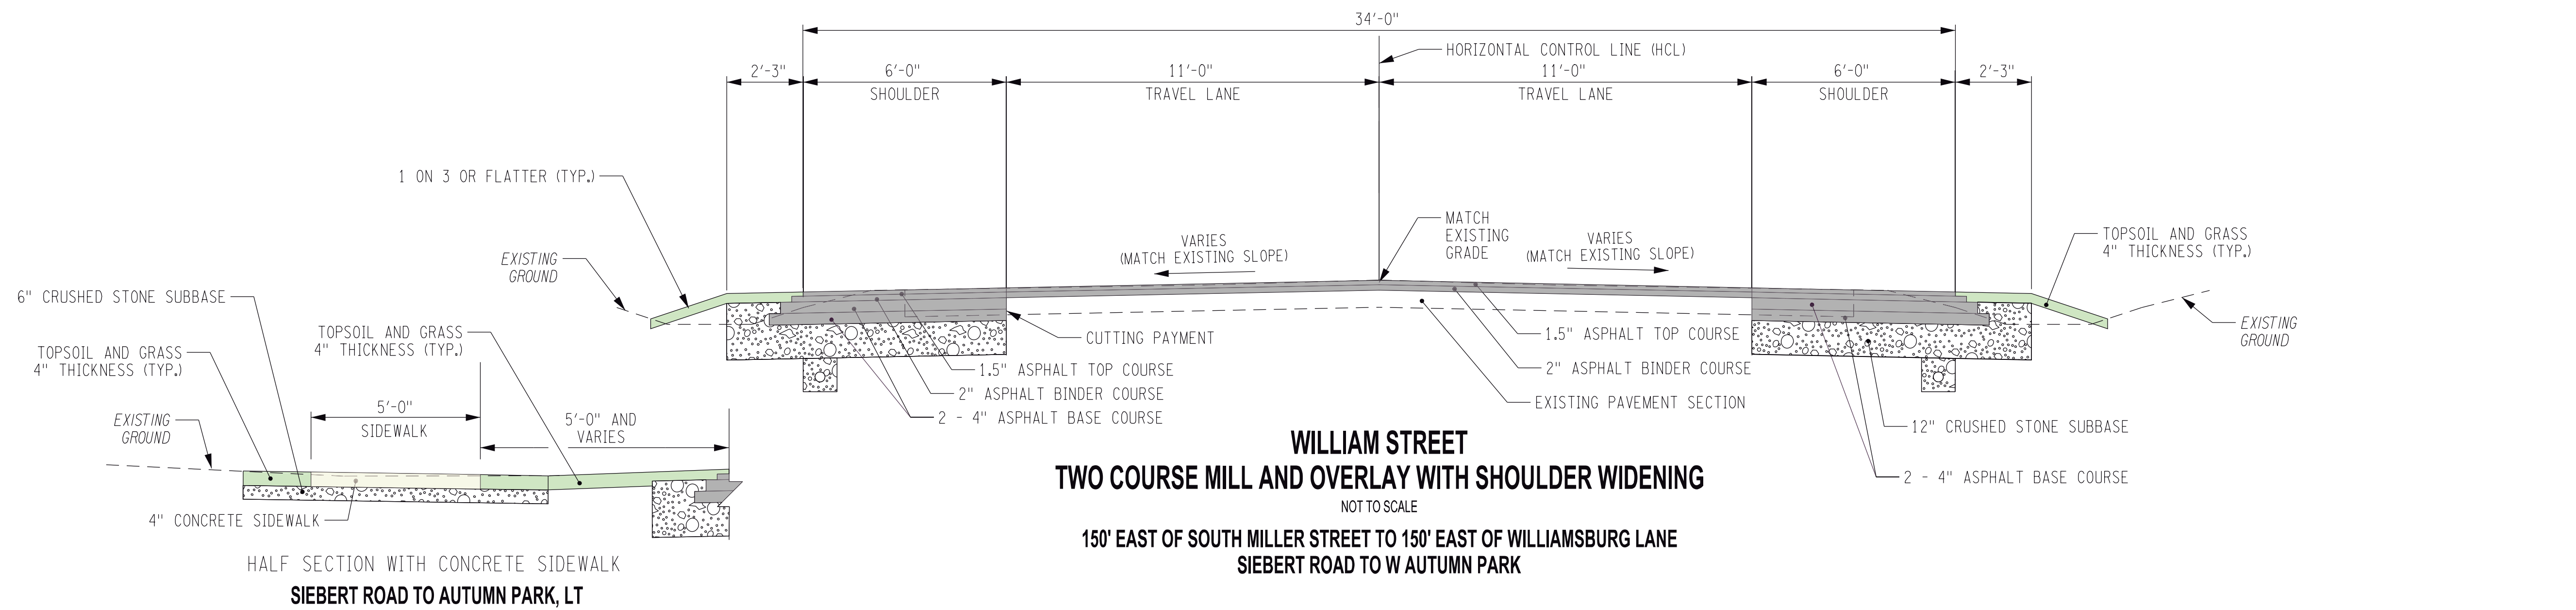 34'-0"
HORIZONTAL CONTROL LINE (HCL)
2'-3"
6'-0"
SHOULDER
11'-0"
TRAVEL LANE
11'-0"
TRAVEL LANE
6'-0"
SHOULDER
2'-3"
1 ON 3 OR FLATTER (TYP.)
EXISTING
GROUND
VARIES
(MATCH EXISTING SLOPE)
MATCH
EXISTING
GRADE
VARIES
(MATCH EXISTING SLOPE)
TOPSOIL AND GRASS
4" THICKNESS (TYP.)
EXISTING
GROUND
CUTTING PAYMENT
1.5" ASPHALT TOP COURSE
2" ASPHALT BINDER COURSE
2 - 4" ASPHALT BASE COURSE
1.5" ASPHALT TOP COURSE
2" ASPHALT BINDER COURSE
EXISTING PAVEMENT SECTION
12" CRUSHED STONE SUBBASE
2 - 4" ASPHALT BASE COURSE
6" CRUSHED STONE SUBBASE
TOPSOIL AND GRASS
4" THICKNESS (TYP.)
TOPSOIL AND GRASS
4" THICKNESS (TYP.)
5'-0"
SIDEWALK
5'-0" AND
VARIES
EXISTING
GROUND
4" CONCRETE SIDEWALK
HALF SECTION WITH CONCRETE SIDEWALK
SIEBERT ROAD TO AUTUMN PARK, LT
WILLIAM STREET
TWO COURSE MILL AND OVERLAY WITH SHOULDER WIDENING
NOT TO SCALE
150' EAST OF SOUTH MILLER STREET TO 150' EAST OF WILLIAMSBURG LANE
SIEBERT ROAD TO W AUTUMN PARK